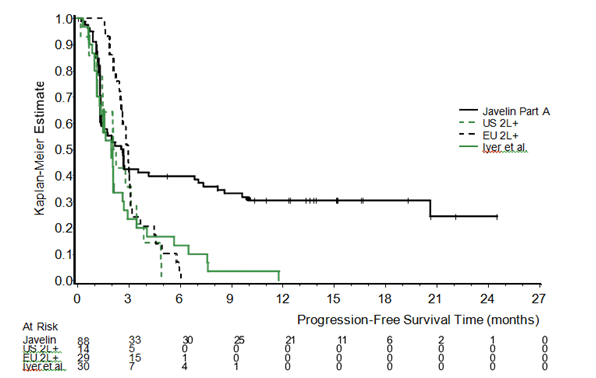 1.0
0.9
0.8
0.7
0.6
0.5
0.4
0.3
0.2
0.1
0.0
Kaplan-Meier Estimate
Javelin Part A
US 2L+
EU 2L+
Iyer et al.
0 3 6 9 12 15 18 21 24 27
Progression-Free Survival Time (months)
At Risk
Javelin 88 33 30 25 21 11 6 2 1 0
US 2L+ 14 5 0 0 0 0 0 0 0 0
EU 2L+ 29 15 1 0 0 0 0 0 0 0
Iyer et al. 30 7 4 1 0 0 0 0 0 0